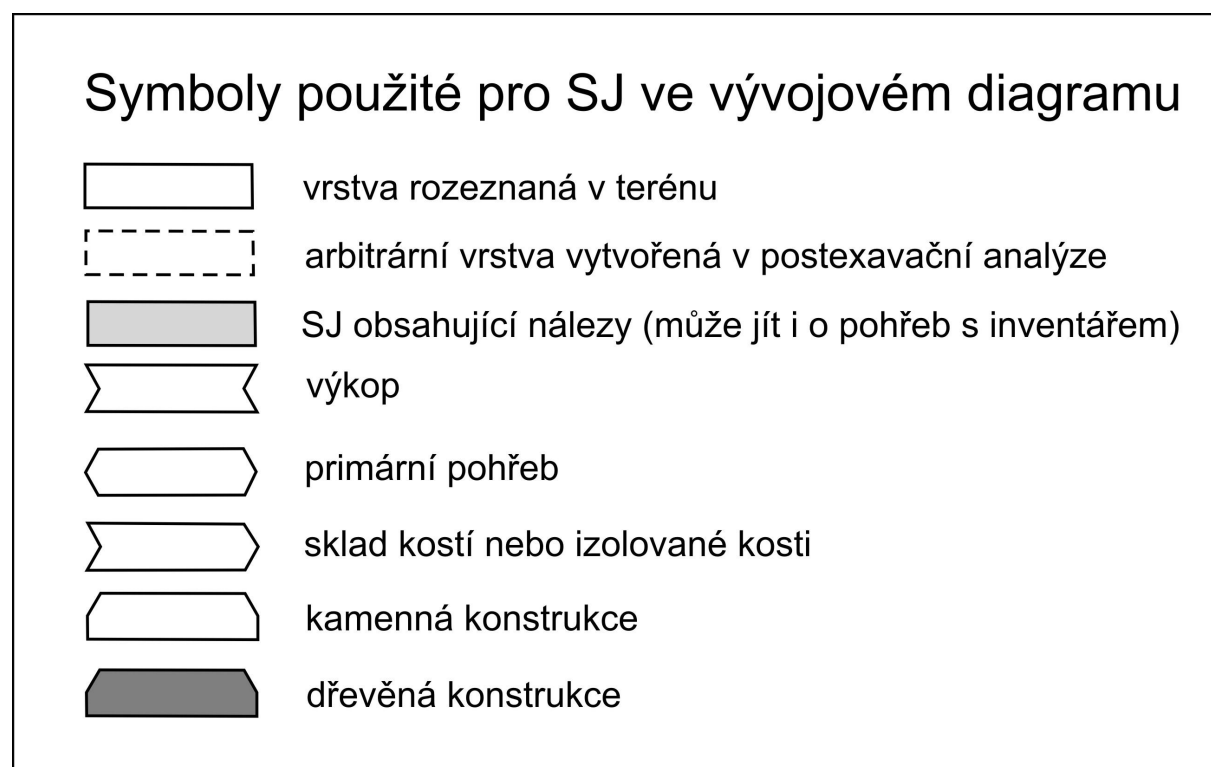 Symboly použité pro SJ ve vývojovém diagramu
vrstva rozeznaná v terénu
arbitrární vrstva vytvořená v postexavační analýze
SJ obsahující nálezy (může jít i o pohřeb s inventářem)
výkop
primární pohřeb
sklad kostí nebo izolované kosti
kamenná konstrukce
dřevěná konstrukce